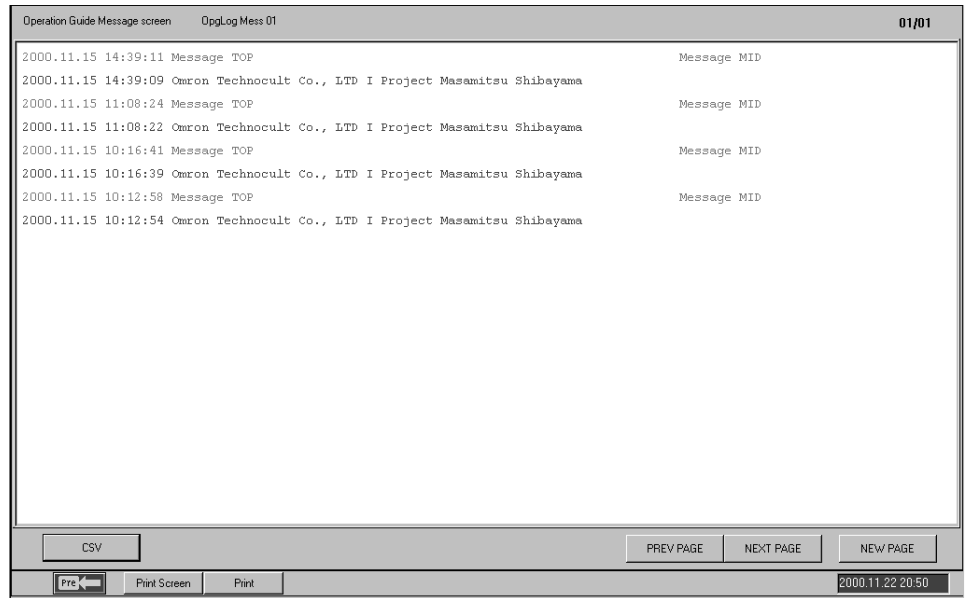 Operation Guide Message screen OpgLog Mess 01 01/01
2000.11.15 14:39:11 Message TOP Message MID
2000.11.15 14:39:09 Omron Technocult Co., LTD I Project Masamitsu Shibayama
2000.11.15 11:08:24 Message TOP Message MID
2000.11.15 11:08:22 Omron Technocult Co., LTD I Project Masamitsu Shibayama
2000.11.15 10:16:41 Message TOP Message MID
2000.11.15 10:16:39 Omron Technocult Co., LTD I Project Masamitsu Shibayama
2000.11.15 10:12:58 Message TOP Message MID
2000.11.15 10:12:54 Omron Technocult Co., LTD I Project Masamitsu Shibayama
CSV PREV PAGE NEXT PAGE NEW PAGE
Pre Print Screen Print 2000.11.22 20:50